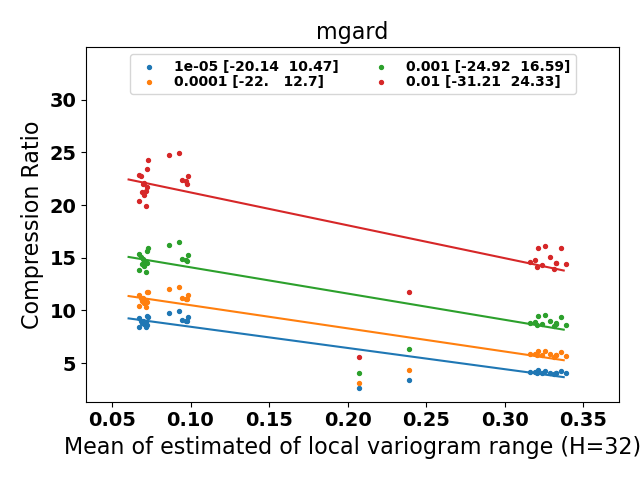 mgard
1e-05 [-20.14  10.47]
0.0001 [-22.   12.7]
0.001 [-24.92  16.59]
0.01 [-31.21  24.33]
Compression Ratio
30
25
20
15
10
5
0.05 0.10 0.15 0.20 0.25 0.30 0.35
Mean of estimated of local variogram range (H=32)